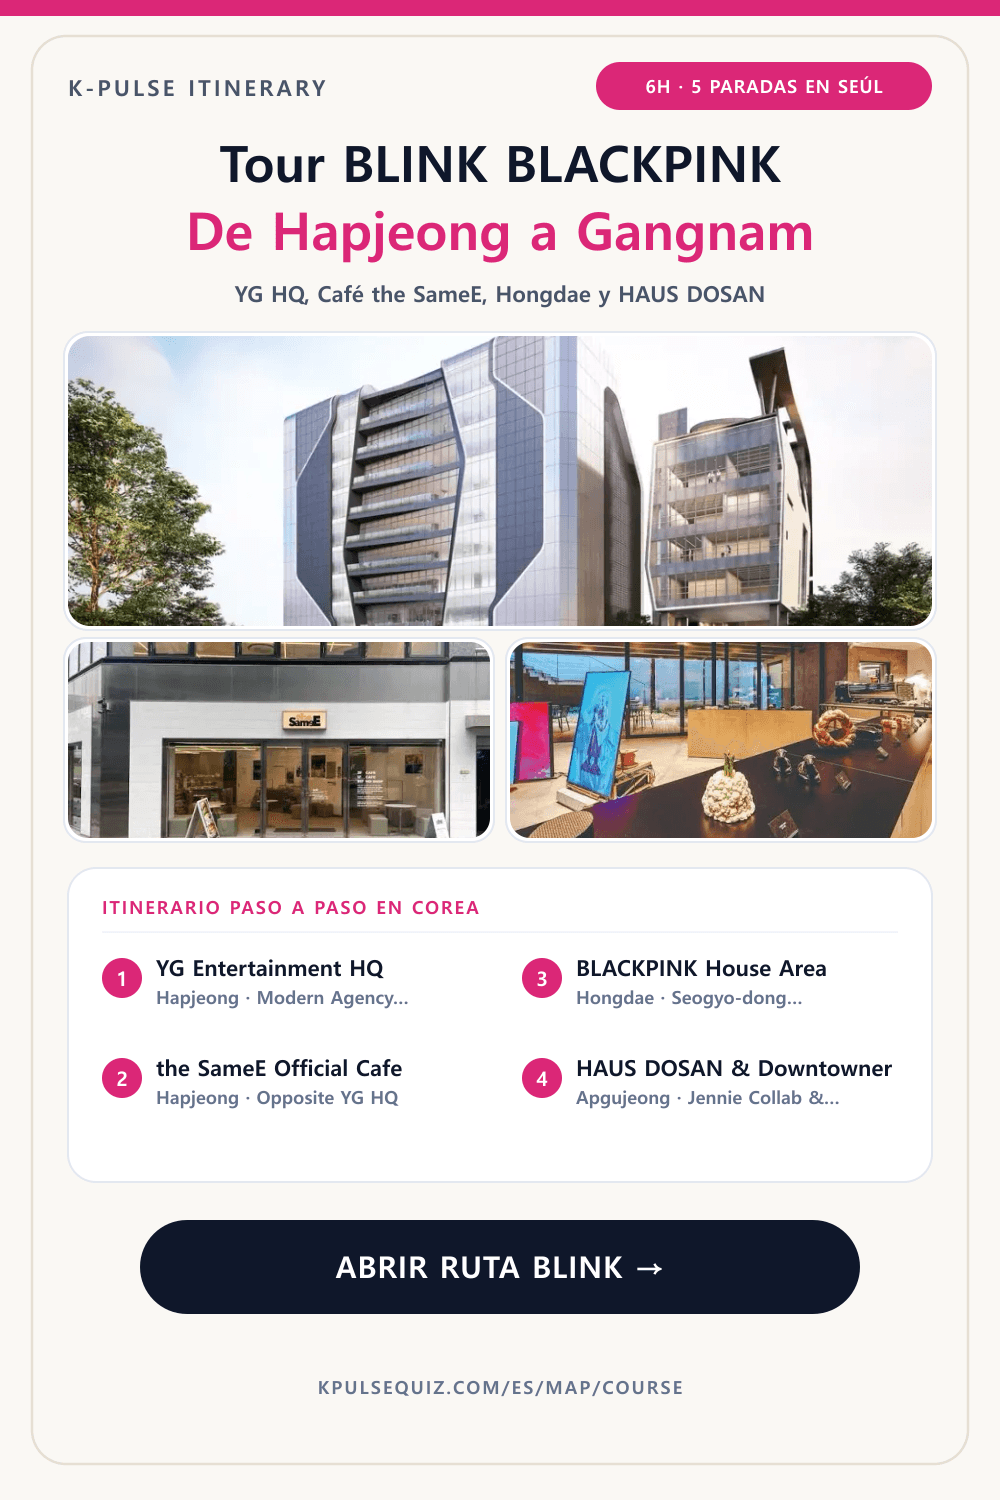 K-PULSE ITINERARY
6H · 5 PARADAS EN SEÚL
Tour BLINK BLACKPINK
De Hapjeong a Gangnam
YG HQ, Café the SameE, Hongdae y HAUS DOSAN
SameE
ITINERARIO PASO A PASO EN COREA
1 YG Entertainment HQ
Hapjeong · Modern Agency...
2 the SameE Official Cafe
Hapjeong · Opposite YG HQ
3 BLACKPINK House Area
Hongdae · Seogyo-dong...
4 HAUS DOSAN & Downtowner
Apgujeong · Jennie Collab &...
ABRIR RUTA BLINK →
KPULSEQUIZ.COM/ES/MAP/COURSE